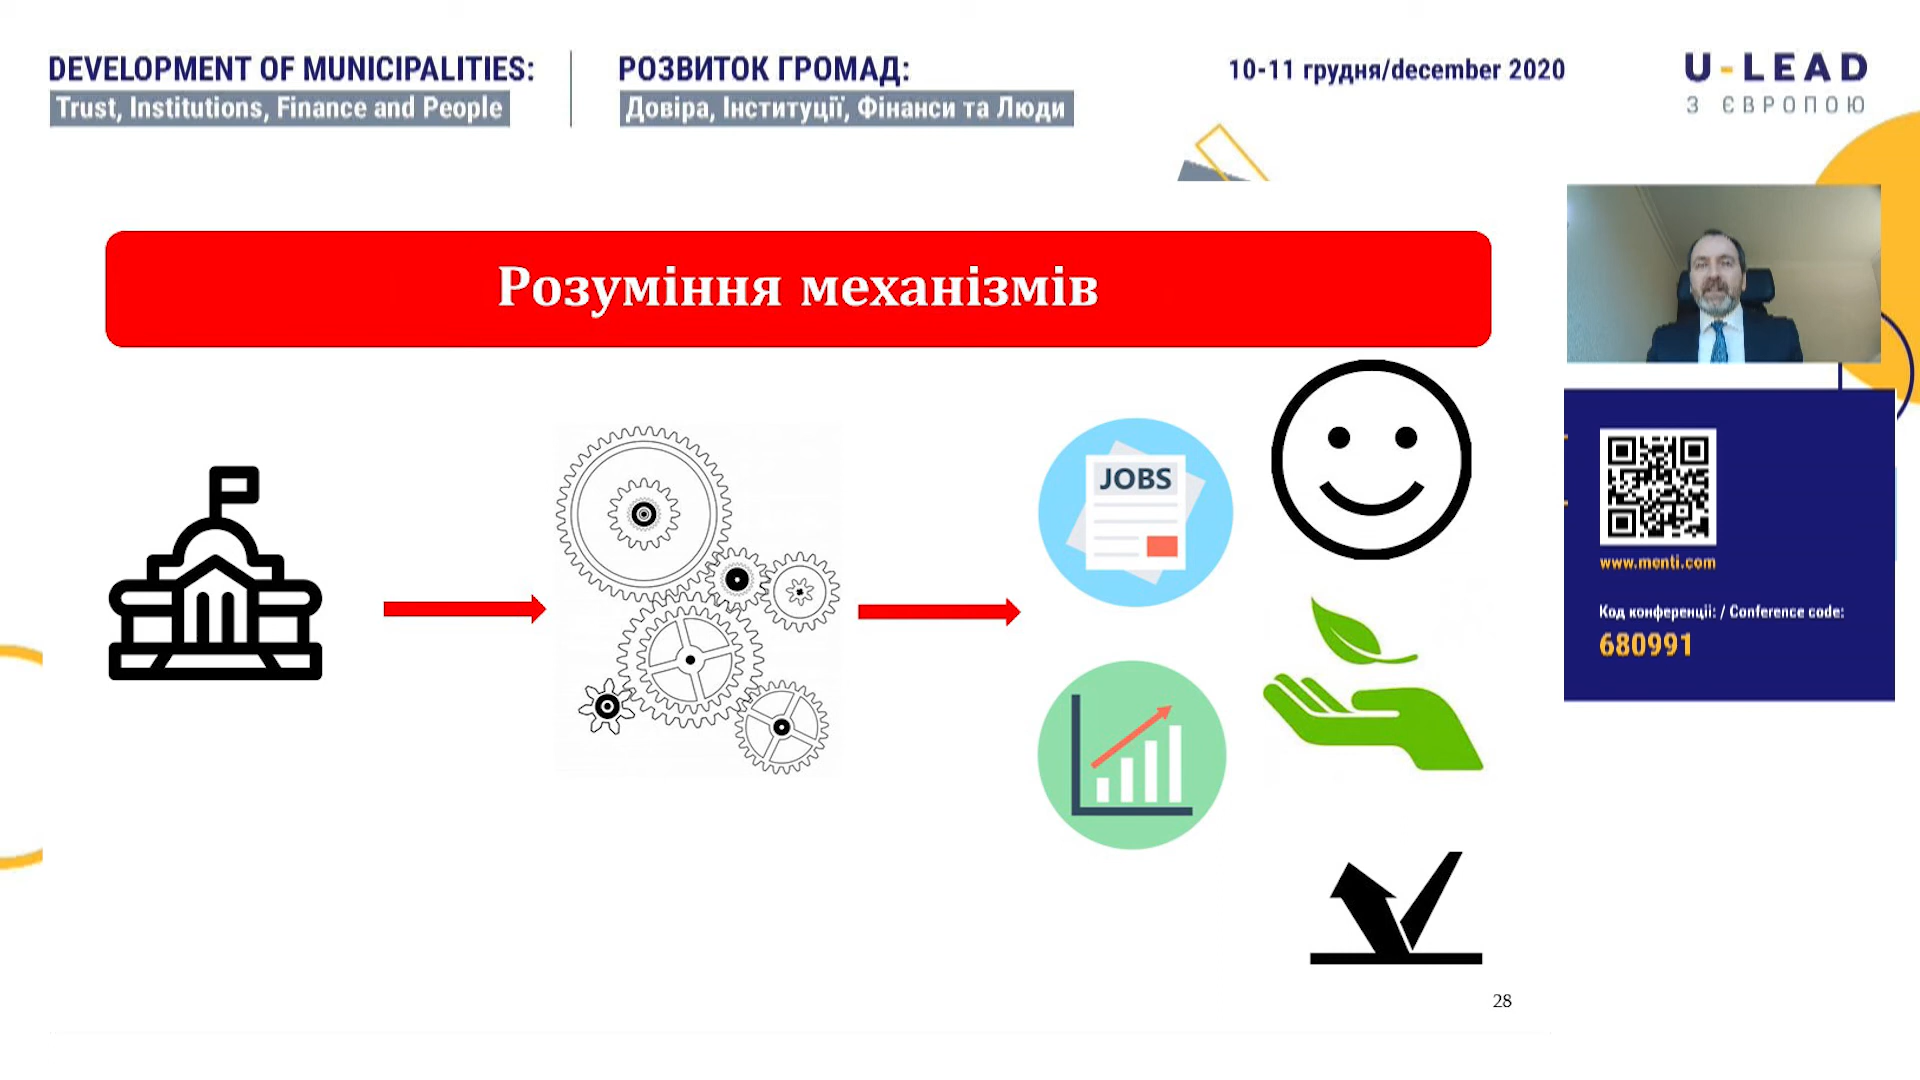 DEVELOPMENT OF MUNICIPALITIES:
Trust, Institutions, Finance and People
РОЗВИТОК ГРОМАД:
Довіра, Інституції, Фінанси та Люди
10-11 грудня/december 2020
U-LEAD
З ЄВРОПОЮ
Розуміння механізмів
JOBS
www.menti.com
Код конференції: / Conference code:
680991
28